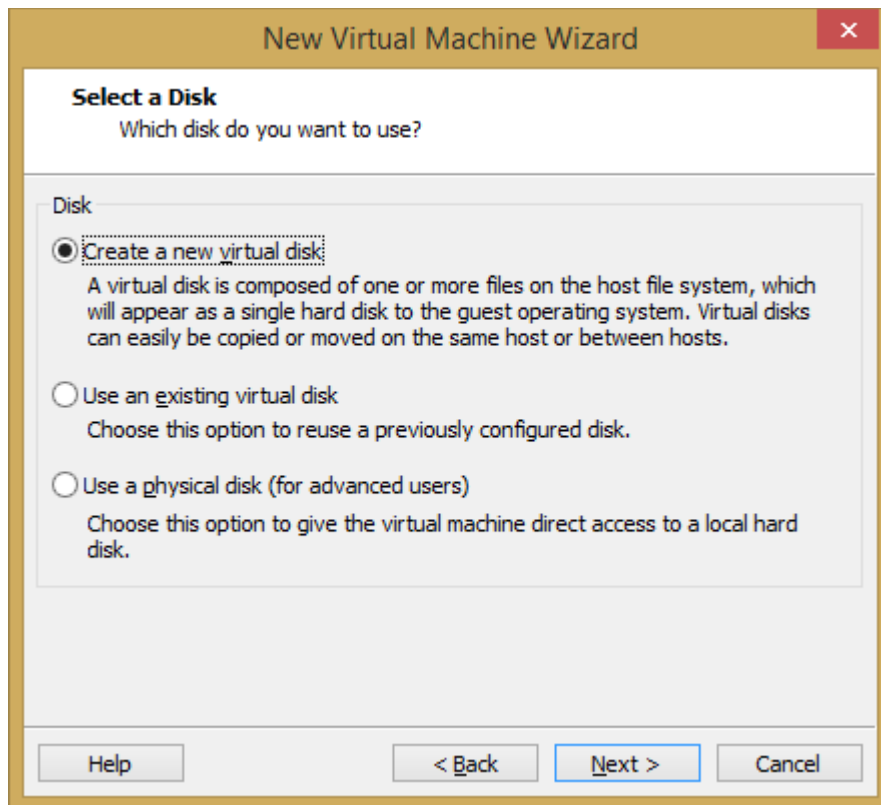 New Virtual Machine Wizard
Select a Disk
Which disk do you want to use?
Disk
Create a new virtual disk
A virtual disk is composed of one or more files on the host file system, which
will appear as a single hard disk to the guest operating system. Virtual disks
can easily be copied or moved on the same host or between hosts.
Use an existing virtual disk
Choose this option to reuse a previously configured disk.
Use a physical disk (for advanced users)
Choose this option to give the virtual machine direct access to a local hard
disk.
Help
< Back
Next >
Cancel